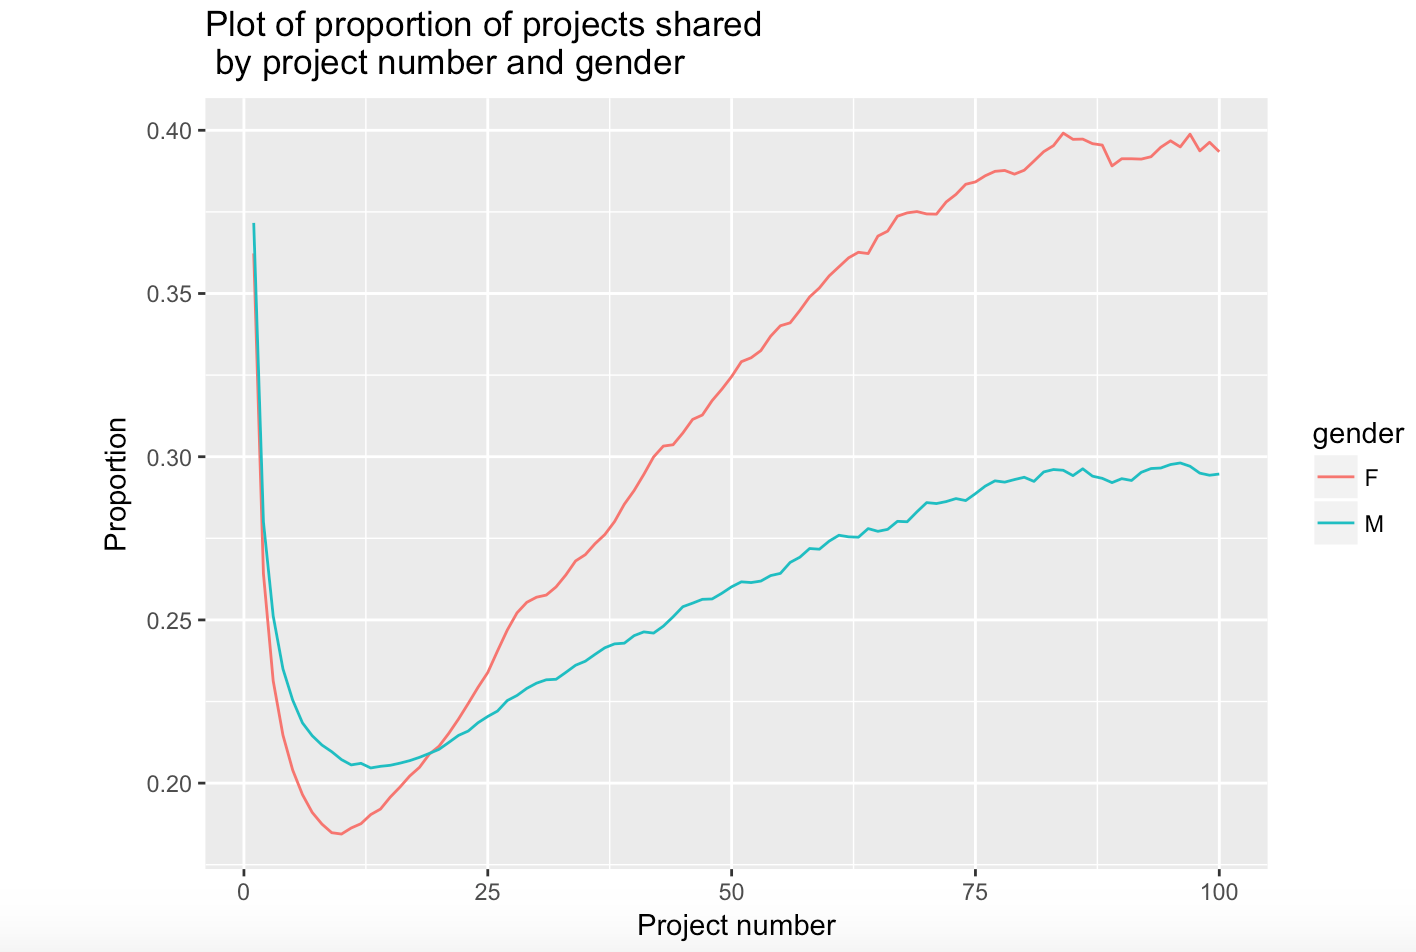 Plot of proportion of projects shared
by project number and gender
0.40
0.35
0.30
0.25
0.20
Proportion
0
25
50
75
100
Project number
gender
F
M